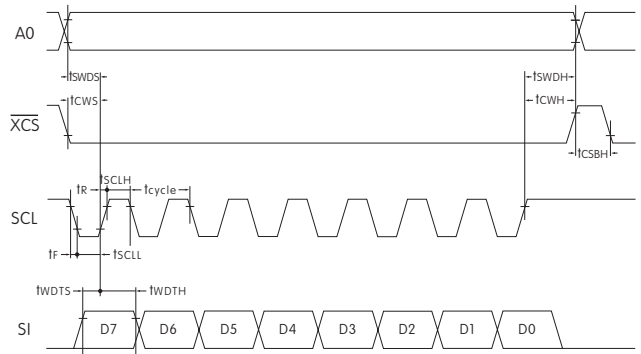 A0
tSWDS
tSWDH
tCWS
tCWH
XCS
tCSBH
tSCLH
tR
tcycle
SCL
tF
tSCLL
tWDTS
tWDTH
SI
D7 D6 D5 D4 D3 D2 D1 D0